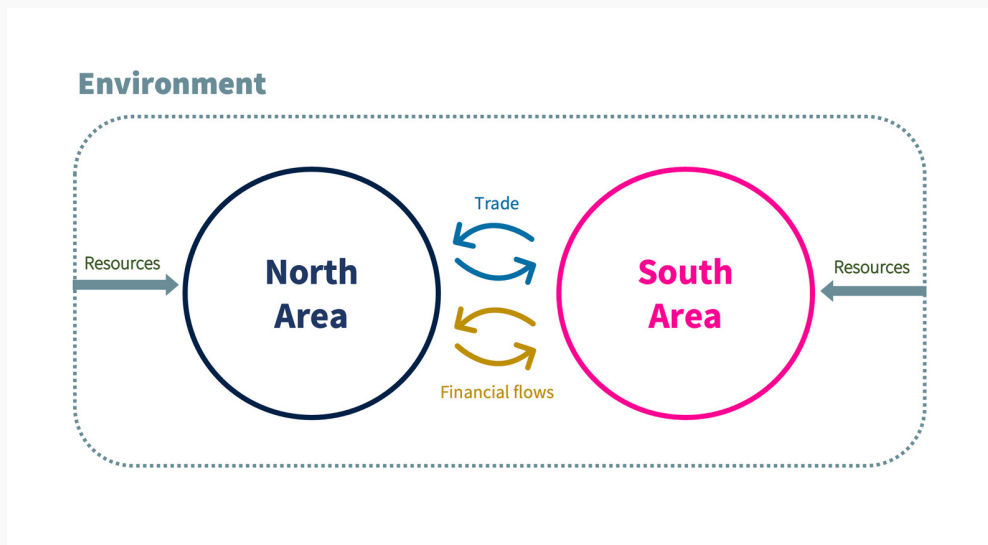 Environment
Trade
Resources
North
Area
South
Area
Resources
Financial flows